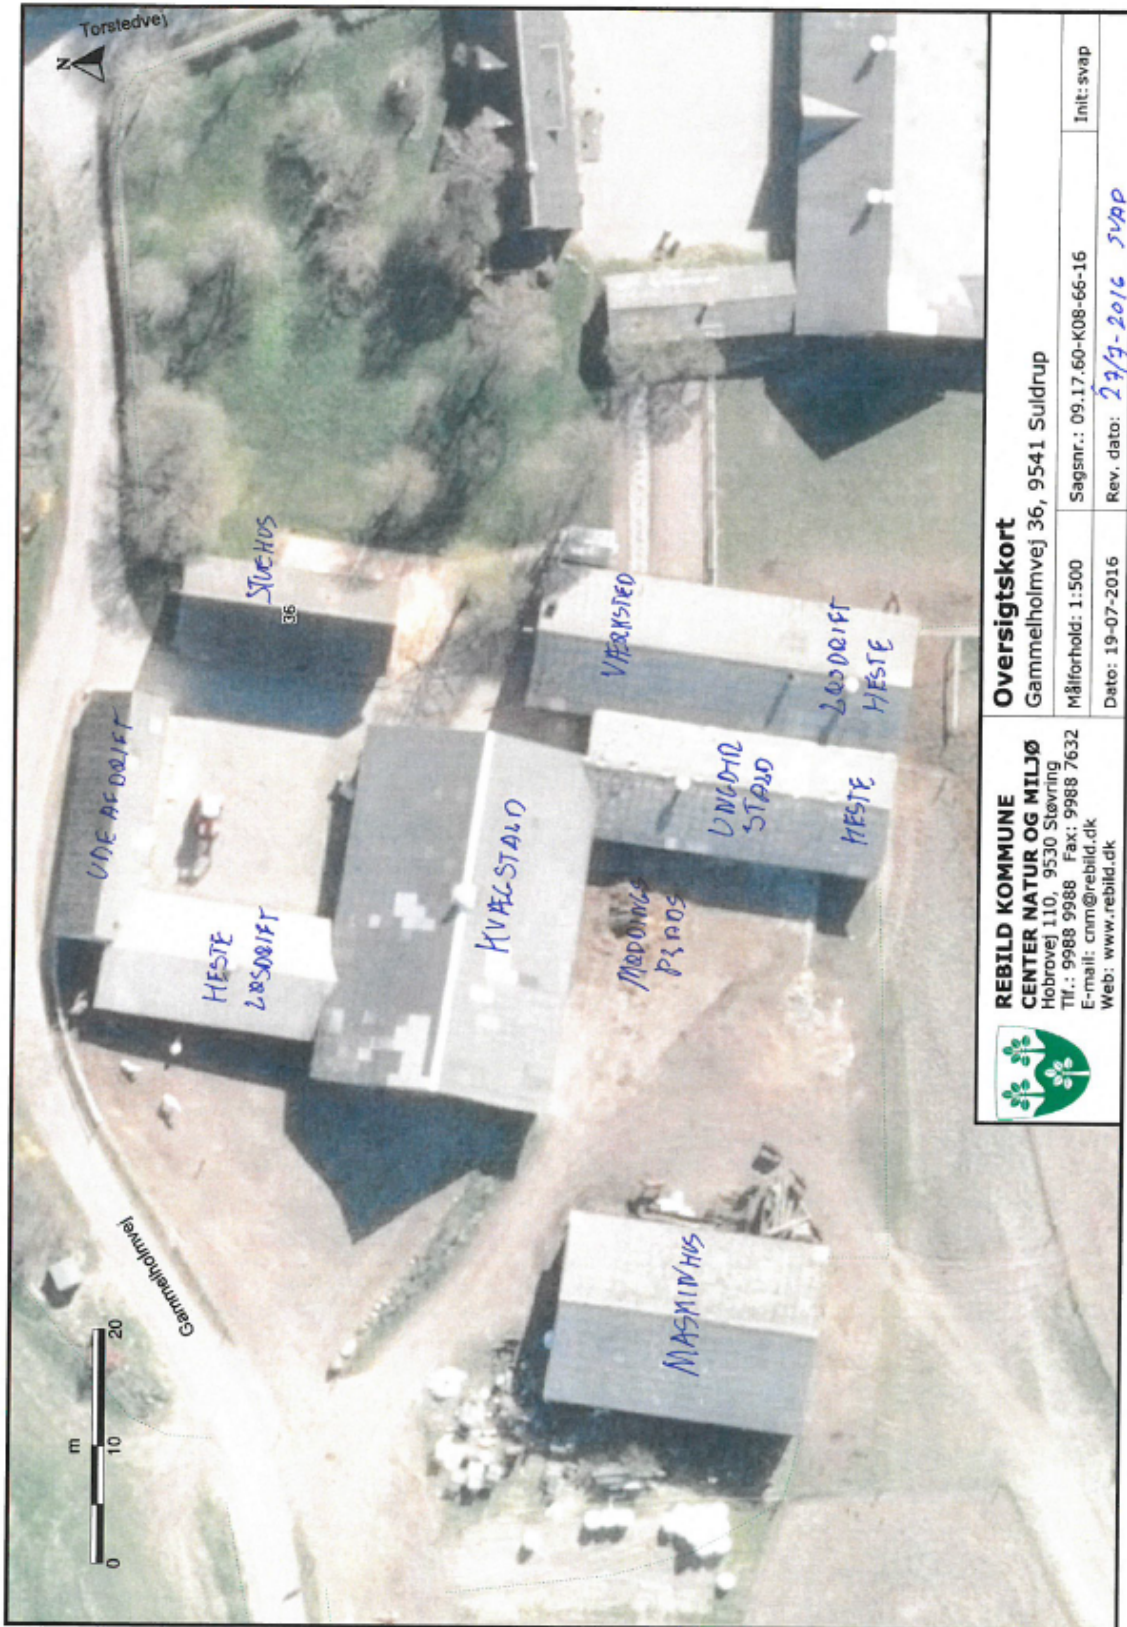 Torstedvej
N
Gammelholmvej
m
0 10 20
UDE AF DRIFT
STUEHUS
36
HESTE
LØSDRIFT
KVÆGSTALD
VÆRKSTED
LØSDRIFT
HESTE
UNGDYR
STALD
HESTE
MØDDINGS
PLADS
MASKINHUS
REBILD KOMMUNE
CENTER NATUR OG MILJØ
Hobrovej 110, 9530 Støvring
Tlf.: 9988 9988 Fax: 9988 7632
E-mail: cnm@rebild.dk
Web: www.rebild.dk
Oversigtskort
Gammelholmvej 36, 9541 Suldrup
Målforhold: 1:500
Sagsnr.: 09.17.60-K08-66-16
Init: svap
Dato: 19-07-2016
Rev. dato: 27/7-2016 SVAP